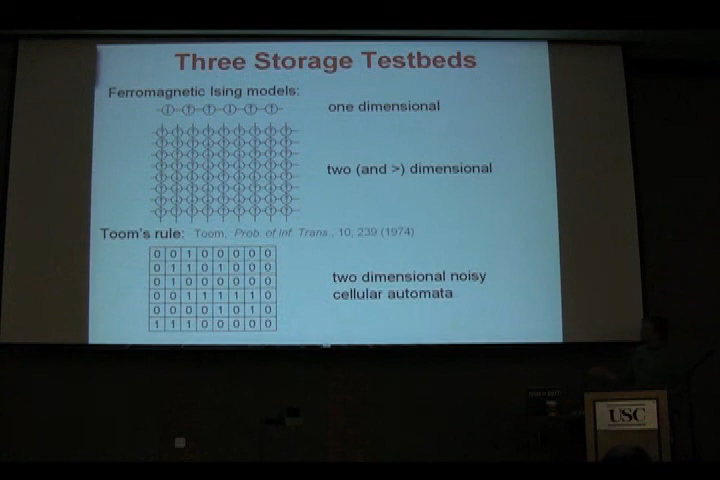 Three Storage Testbeds
Ferromagnetic Ising models:
one dimensional
two (and >) dimensional
Toom's rule: Toom, Prob. of Inf. Trans., 10, 239 (1974)
0 0 1 0 0 0 0 0
0 1 1 0 1 0 0 0
0 1 0 0 0 0 0 0
0 0 1 1 1 1 1 0
0 0 0 0 1 0 1 0
1 1 1 0 0 0 0 0
two dimensional noisy
cellular automata
USC